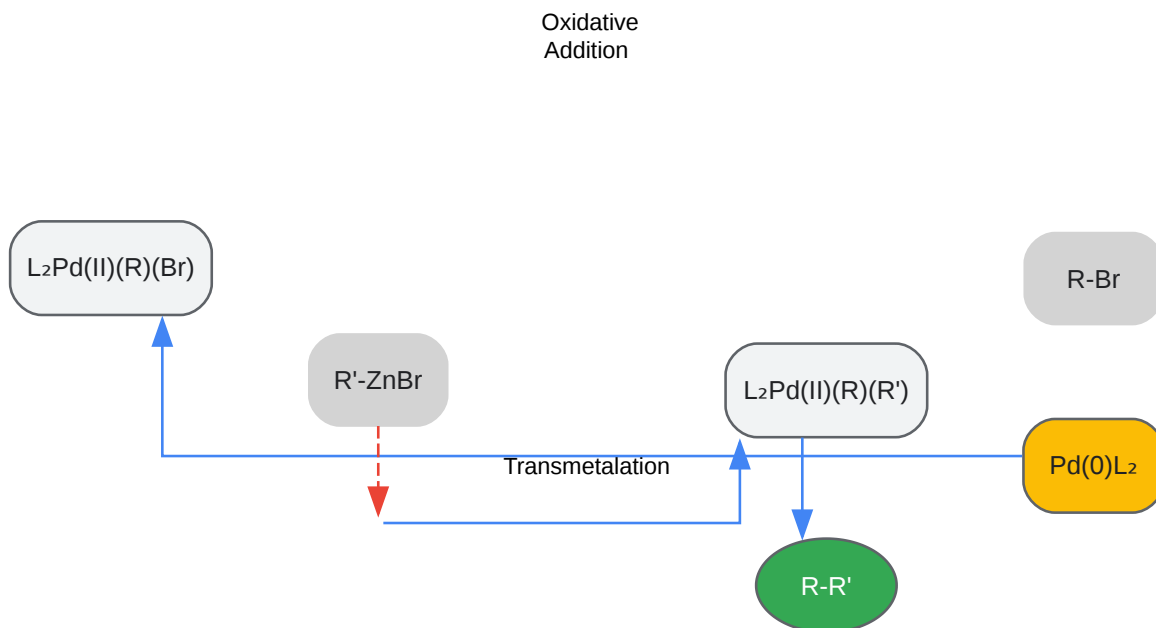 Oxidative
Addition
L₂Pd(II)(R)(Br)
R-Br
R'-ZnBr
L₂Pd(II)(R)(R')
Transmetalation
Pd(0)L₂
R-R'